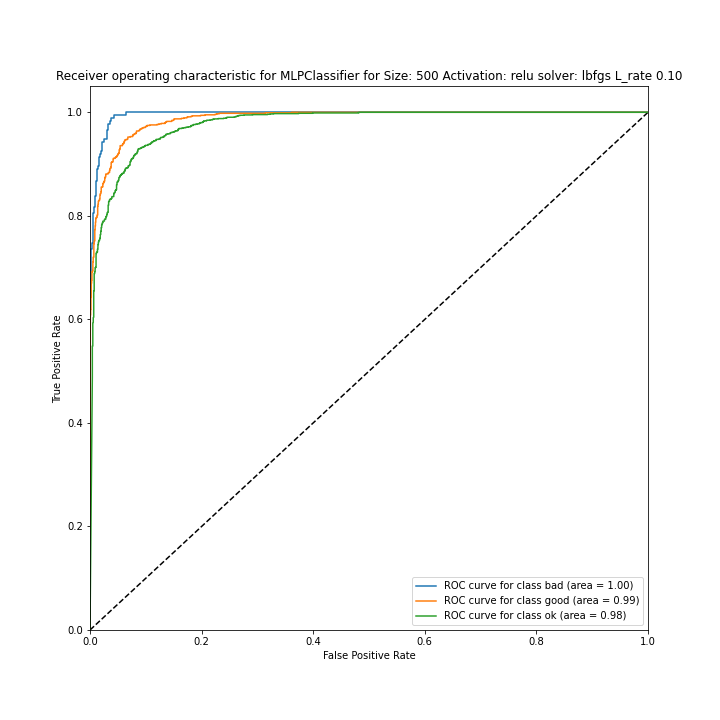 Receiver operating characteristic for MLPClassifier for Size: 500 Activation: relu solver: lbfgs L_rate 0.10
1.0
0.8
0.6
0.4
0.2
0.0
True Positive Rate
ROC curve for class bad (area = 1.00)
ROC curve for class good (area = 0.99)
ROC curve for class ok (area = 0.98)
0.0 0.2 0.4 0.6 0.8 1.0
False Positive Rate